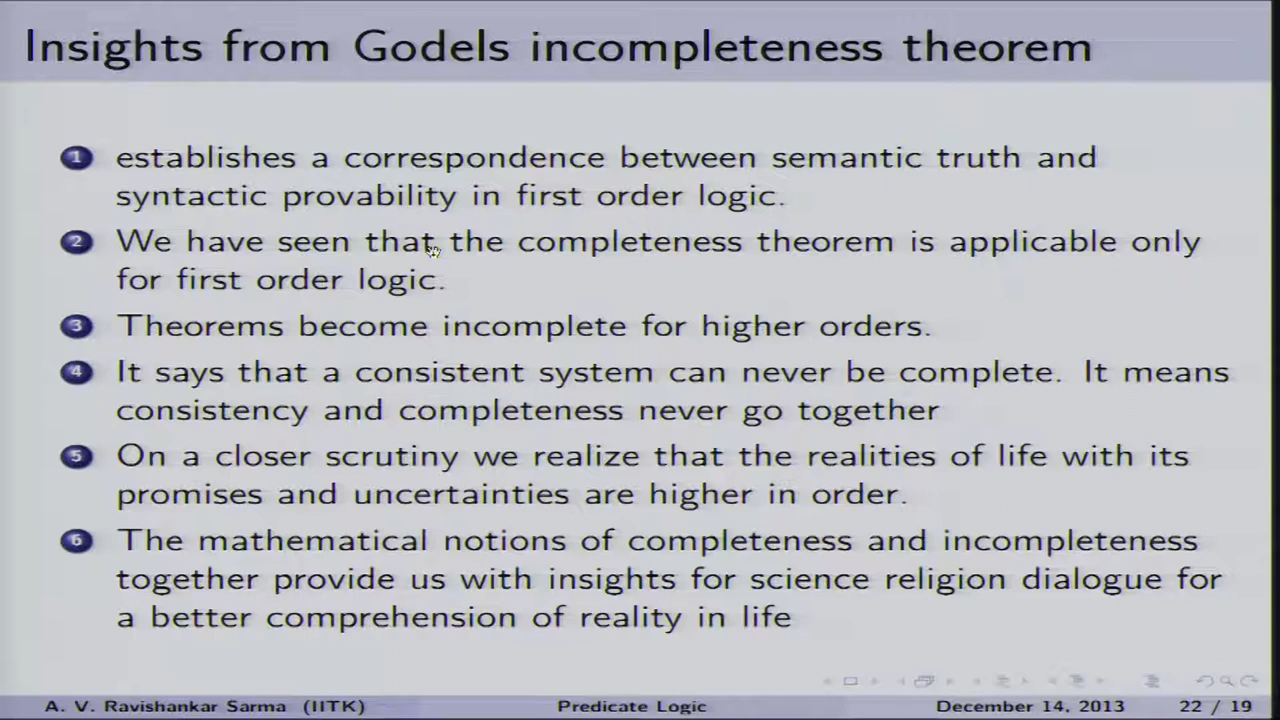 Insights from Godels incompleteness theorem
1 establishes a correspondence between semantic truth and
syntactic provability in first order logic.
2 We have seen that the completeness theorem is applicable only
for first order logic.
3 Theorems become incomplete for higher orders.
4 It says that a consistent system can never be complete. It means
consistency and completeness never go together
5 On a closer scrutiny we realize that the realities of life with its
promises and uncertainties are higher in order.
6 The mathematical notions of completeness and incompleteness
together provide us with insights for science religion dialogue for
a better comprehension of reality in life
A. V. Ravishankar Sarma (IITK) Predicate Logic December 14, 2013 22 / 19